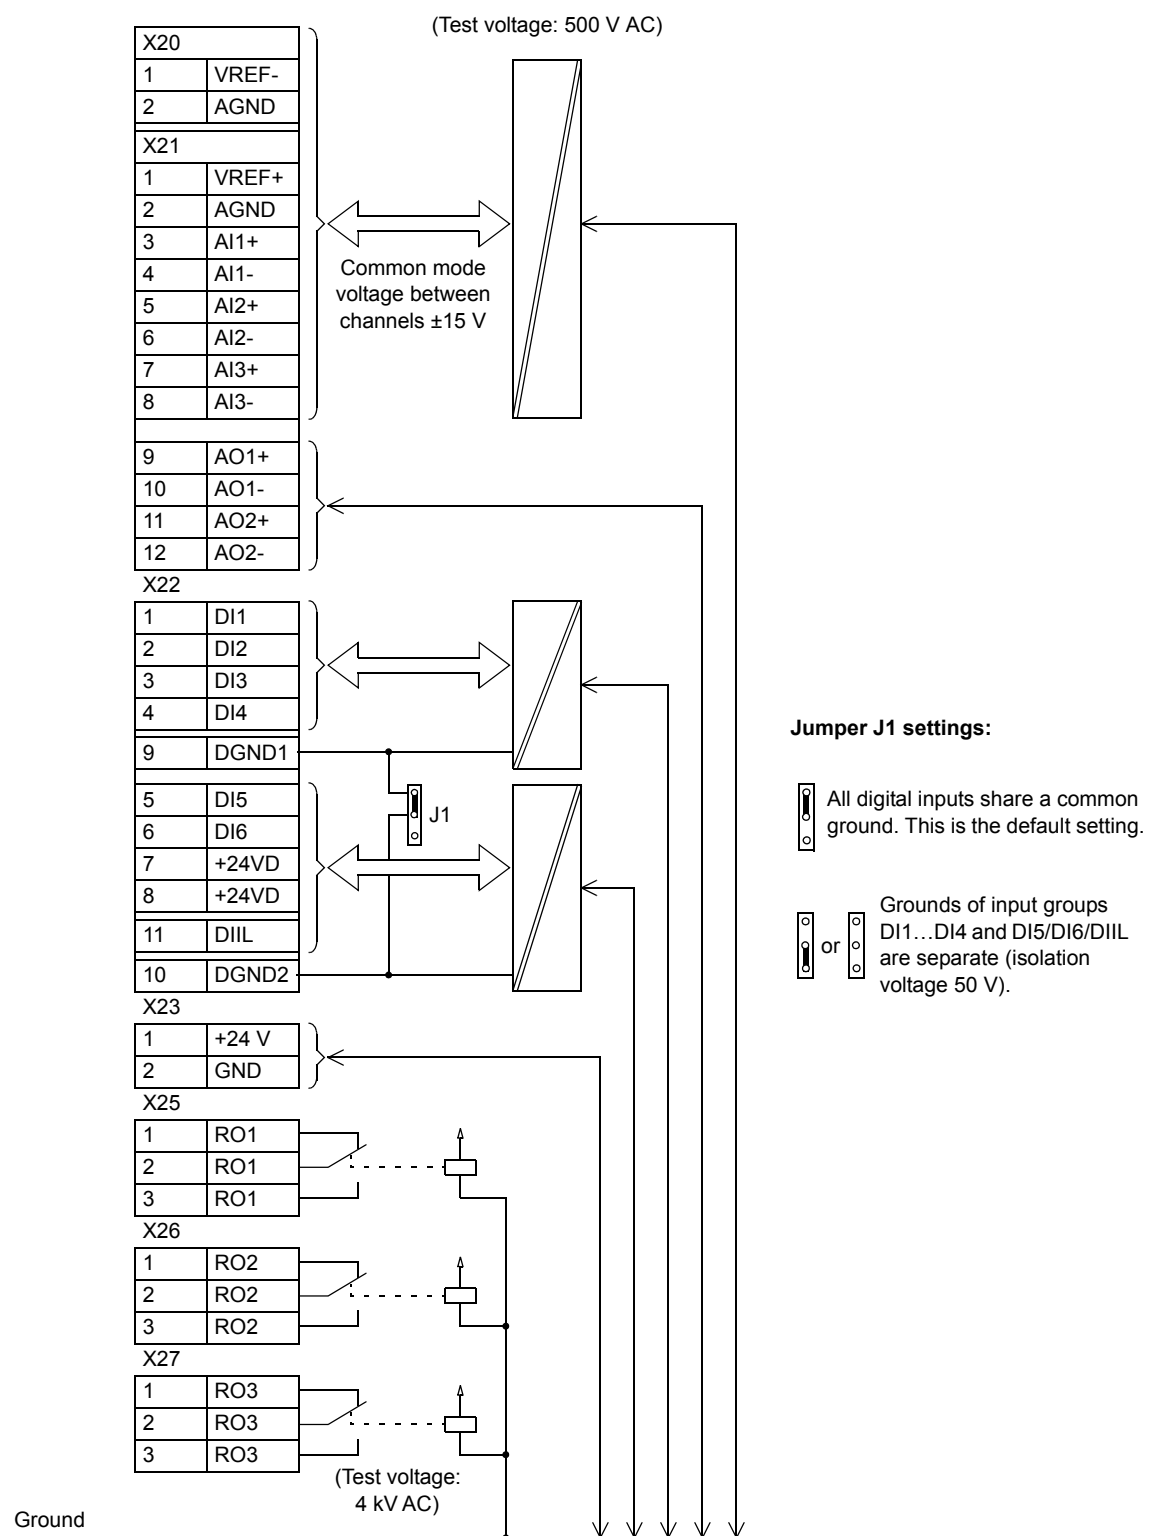 (Test voltage: 500 V AC)
X20
1 VREF-
2 AGND
X21
1 VREF+
2 AGND
3 AI1+
4 AI1-
5 AI2+
6 AI2-
7 AI3+
8 AI3-
Common mode
voltage between
channels ±15 V
9 AO1+
10 AO1-
11 AO2+
12 AO2-
X22
1 DI1
2 DI2
3 DI3
4 DI4
9 DGND1
5 DI5
6 DI6
7 +24VD
8 +24VD
11 DIIL
10 DGND2
J1
Jumper J1 settings:
All digital inputs share a common
ground. This is the default setting.
or
Grounds of input groups
DI1…DI4 and DI5/DI6/DIIL
are separate (isolation
voltage 50 V).
X23
1 +24 V
2 GND
X25
1 RO1
2 RO1
3 RO1
X26
1 RO2
2 RO2
3 RO2
X27
1 RO3
2 RO3
3 RO3
(Test voltage:
4 kV AC)
Ground